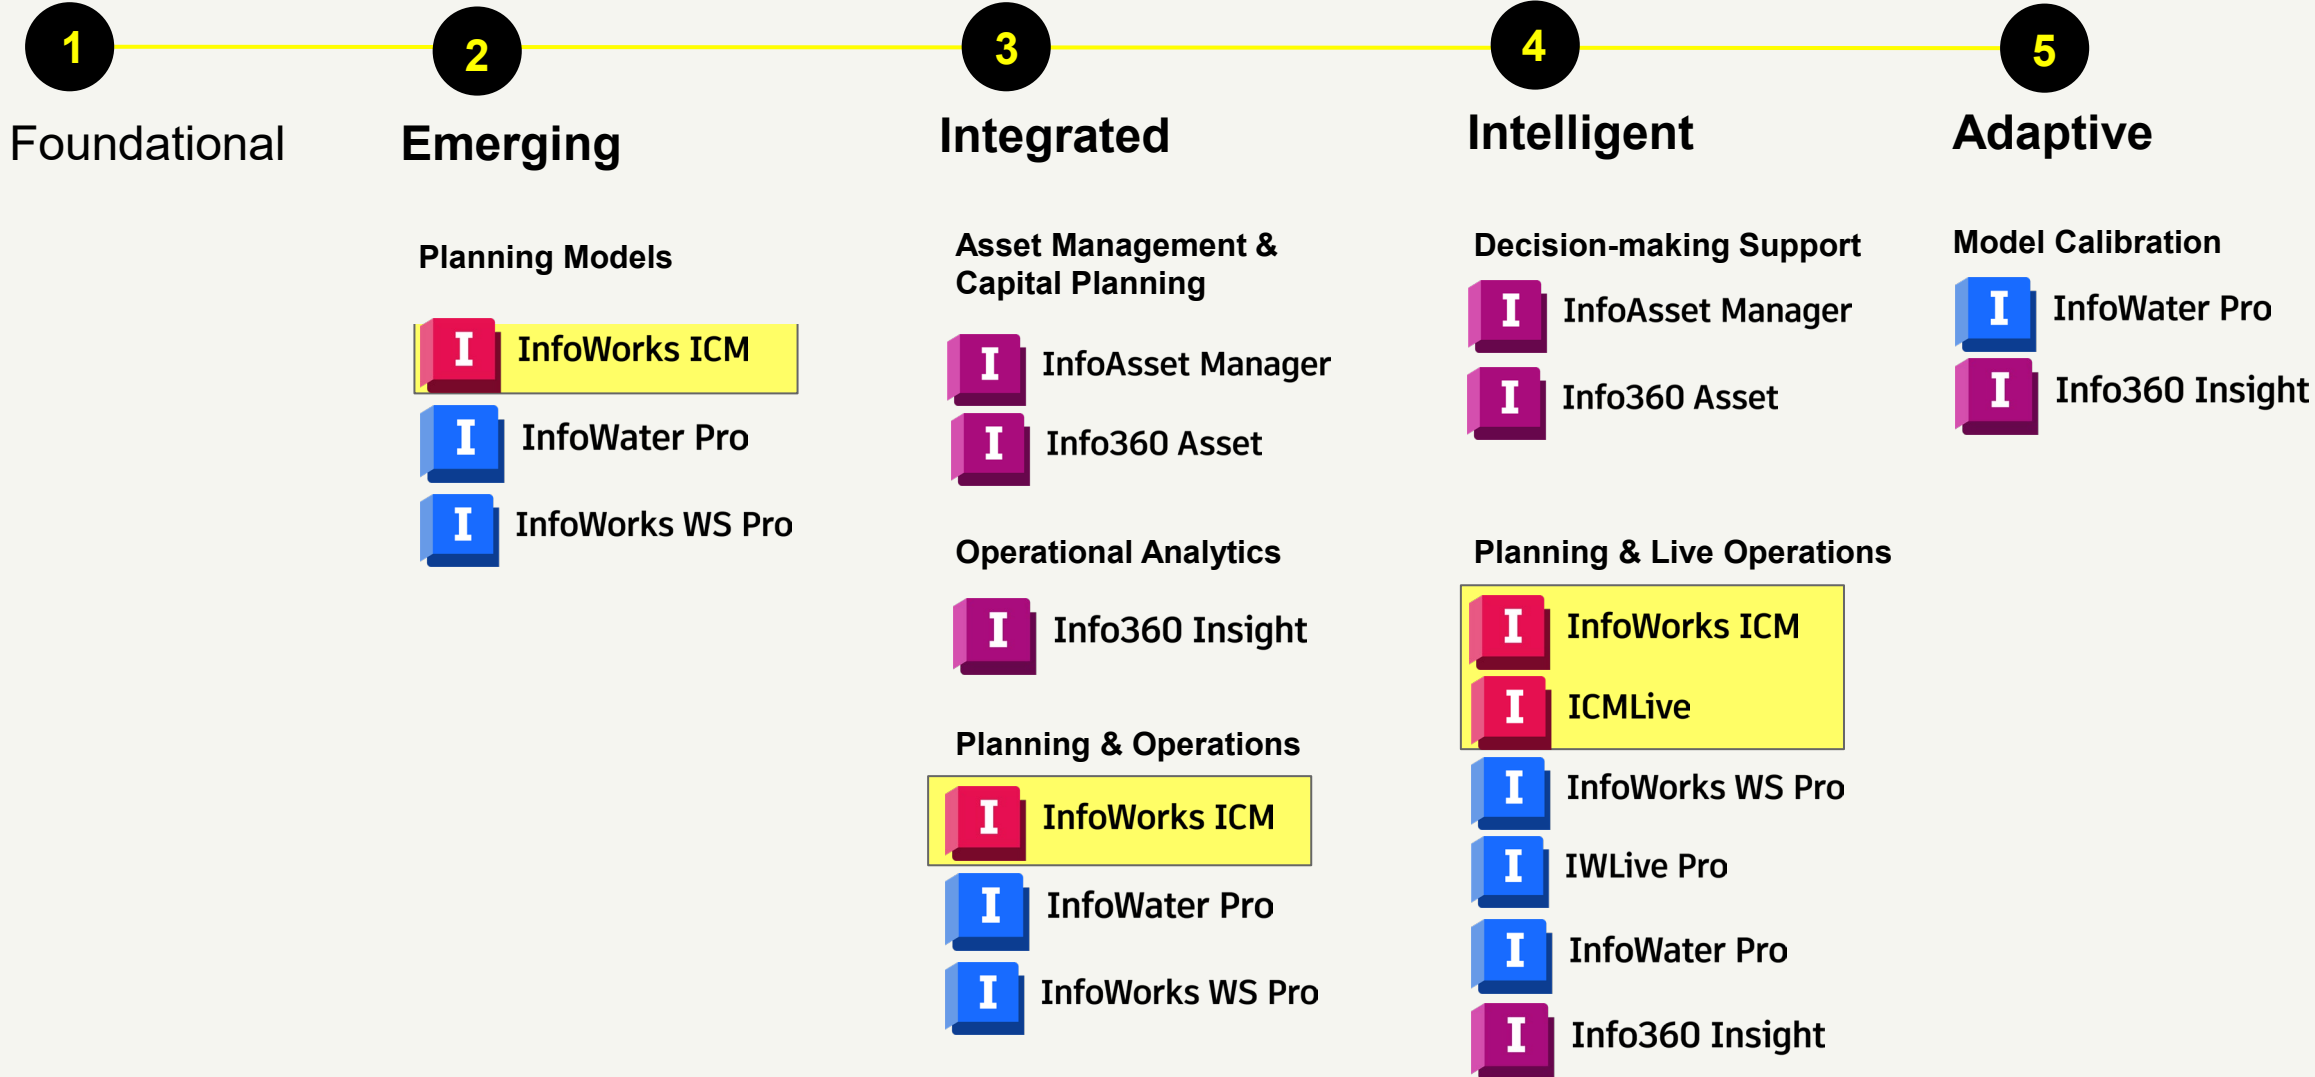 1
2
3
4
5
Foundational
Emerging
Integrated
Intelligent
Adaptive
Planning Models
I InfoWorks ICM
I InfoWater Pro
I InfoWorks WS Pro
Asset Management &
Capital Planning
I InfoAsset Manager
I Info360 Asset
Operational Analytics
I Info360 Insight
Planning & Operations
I InfoWorks ICM
I InfoWater Pro
I InfoWorks WS Pro
Decision-making Support
I InfoAsset Manager
I Info360 Asset
Planning & Live Operations
I InfoWorks ICM
I ICMLive
I InfoWorks WS Pro
I IWLive Pro
I InfoWater Pro
I Info360 Insight
Model Calibration
I InfoWater Pro
I Info360 Insight